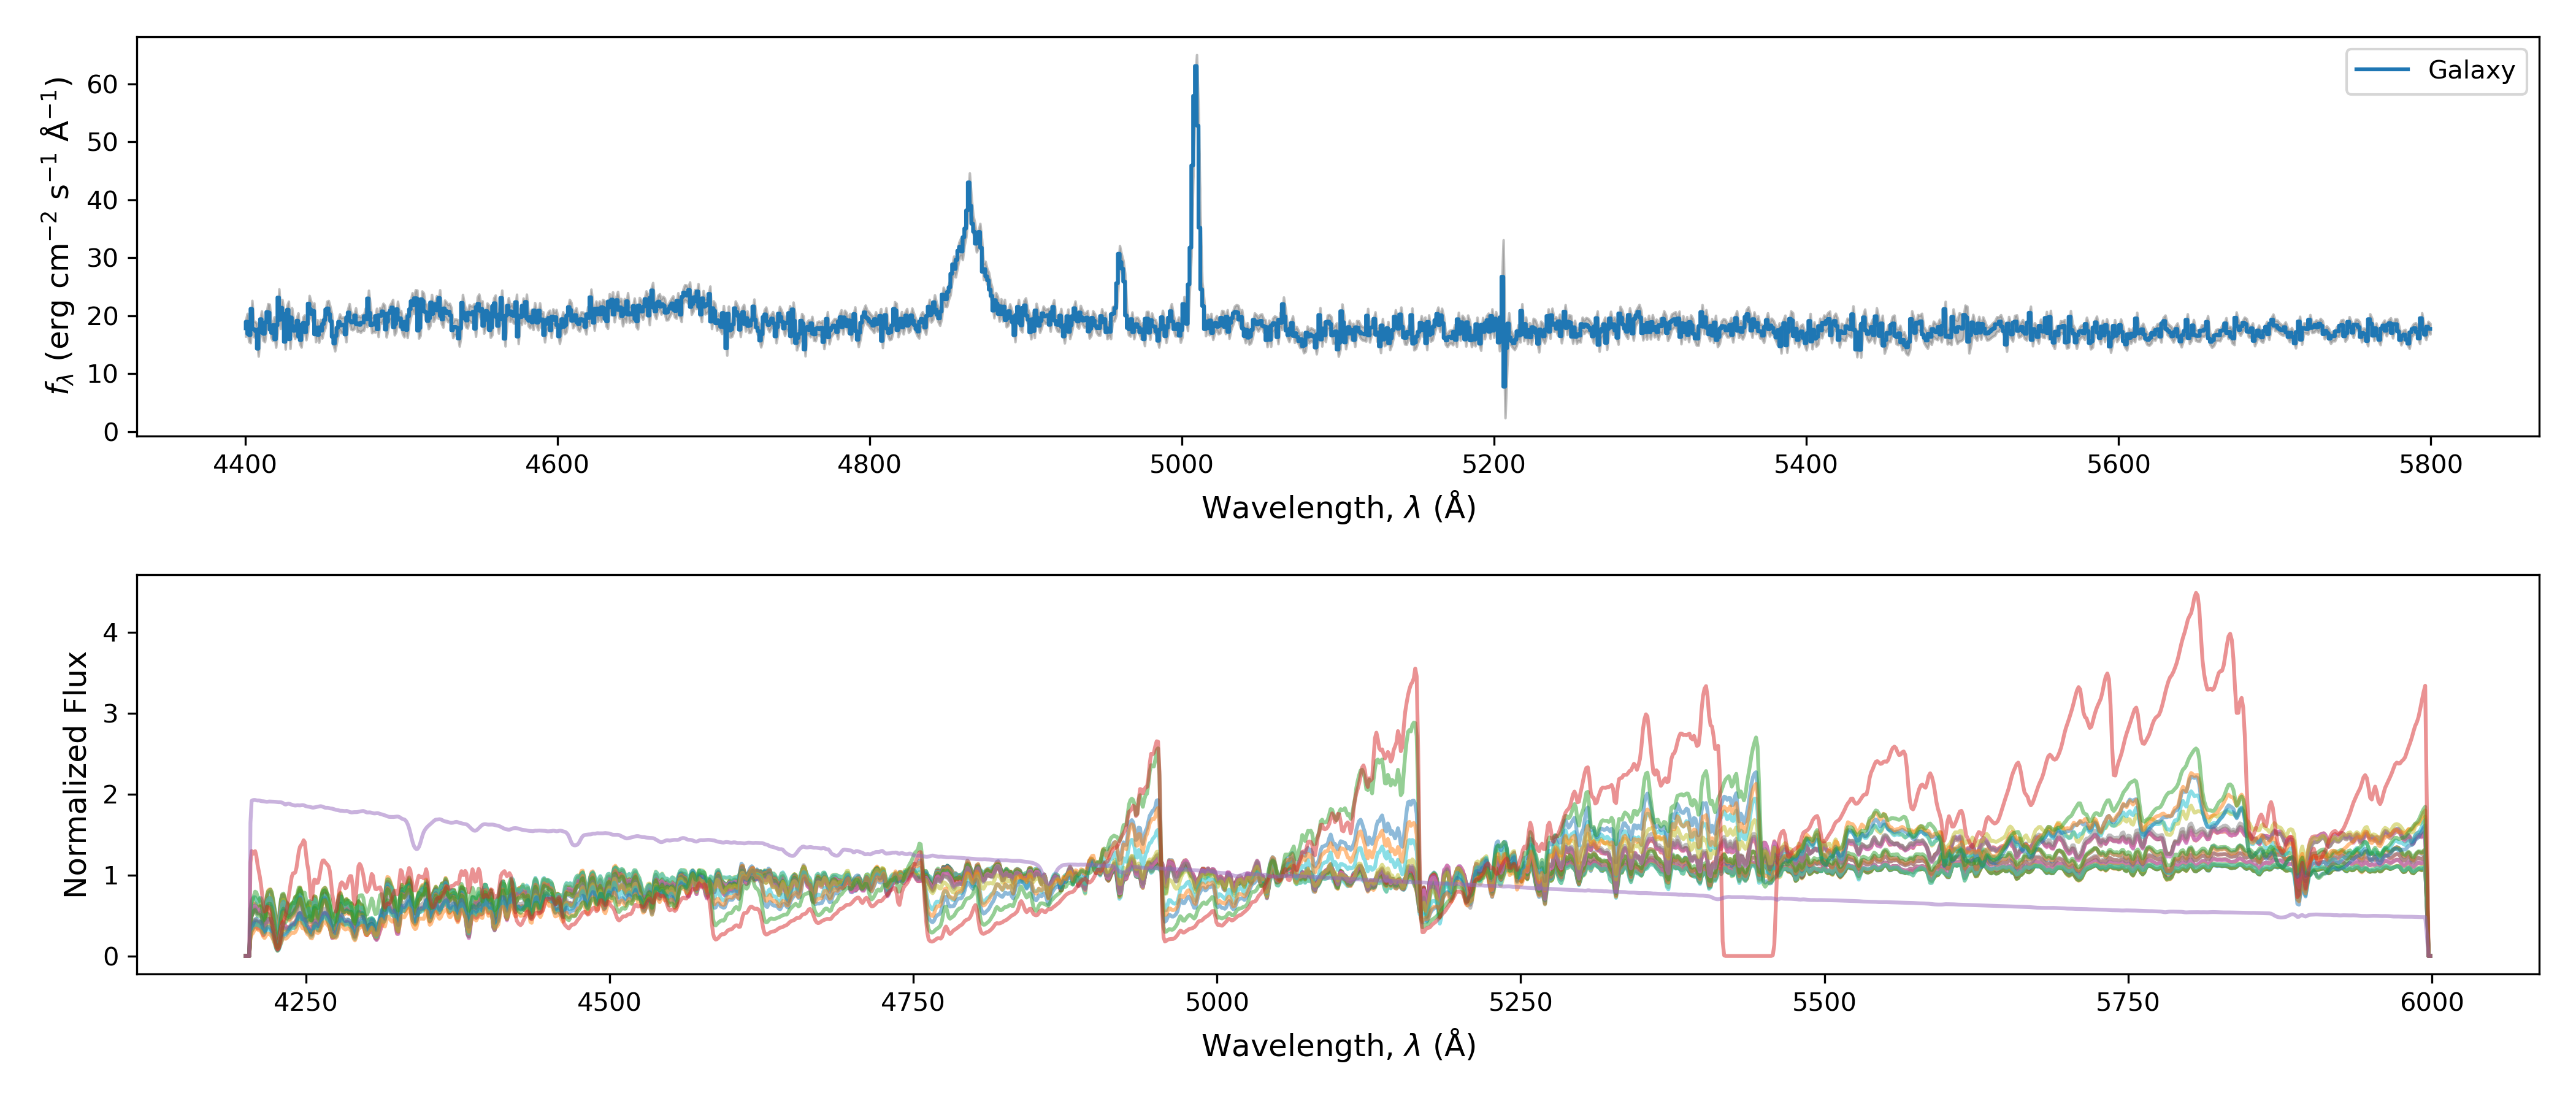 Galaxy
f_λ (erg cm⁻² s⁻¹ Å⁻¹)
60
50
40
30
20
10
0
4400 4600 4800 5000 5200 5400 5600 5800
Wavelength, λ (Å)
Normalized Flux
4
3
2
1
0
4250 4500 4750 5000 5250 5500 5750 6000
Wavelength, λ (Å)